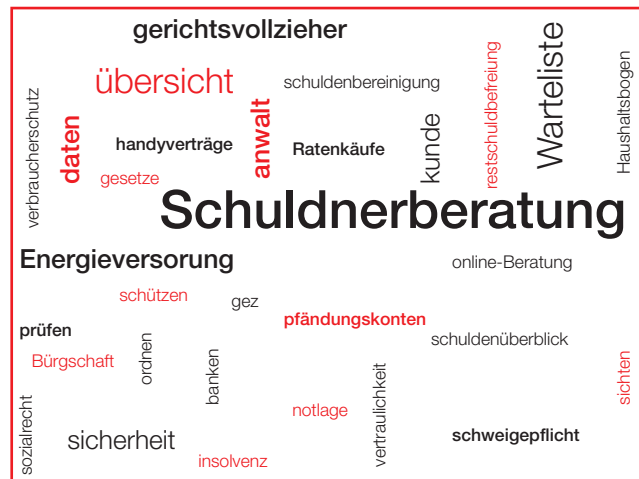 gerichtsvollzieher
übersicht
schuldenbereinigung
verbraucherschutz
daten
handyverträge
anwalt
Ratenkäufe
kunde
restschuldbefreiung
Warteliste
Haushaltsbogen
gesetze
Schuldnerberatung
Energieversorung
online-Beratung
schützen
gez
pfändungskonten
prüfen
schuldenüberblick
Bürgschaft
ordnen
banken
vertraulichkeit
sichten
notlage
sozialrecht
sicherheit
schweigepflicht
insolvenz